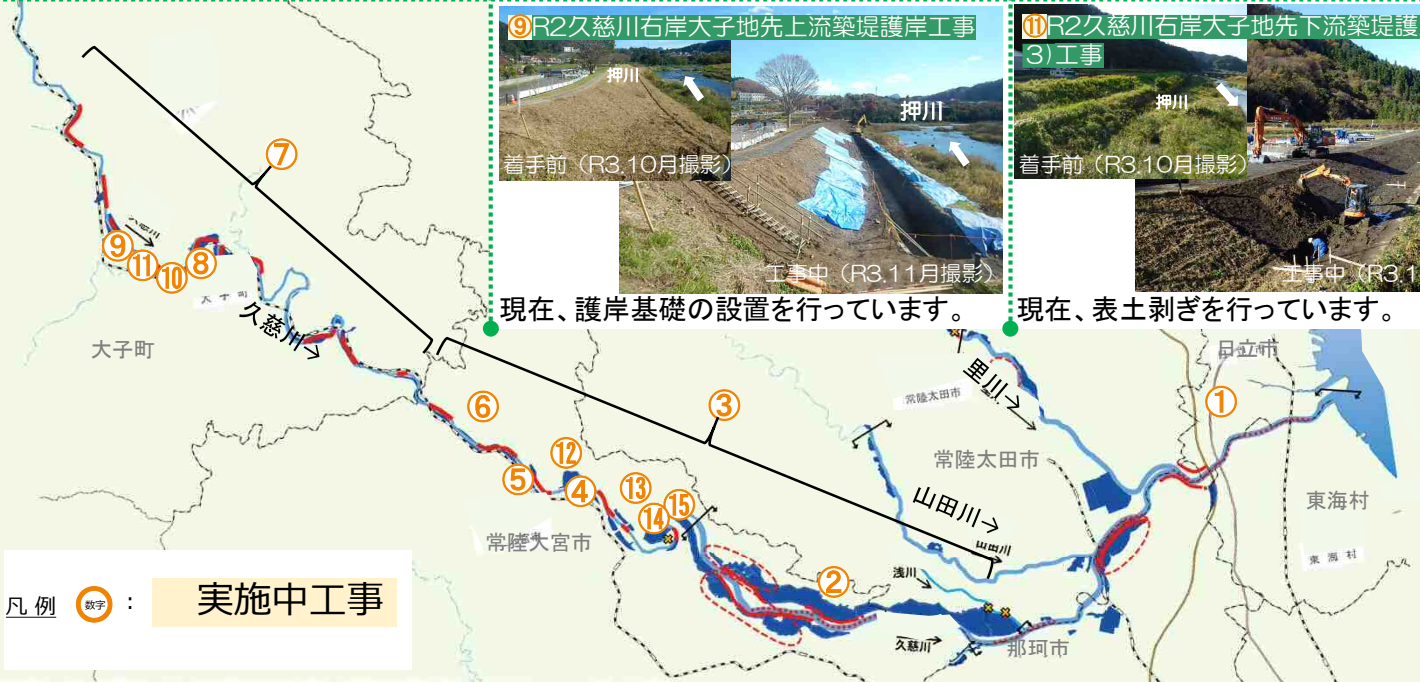 ⑨R2久慈川右岸大子地先上流築堤護岸工事
押川
着手前（R3.10月撮影）
押川
工事中（R3.11月撮影）
現在、護岸基礎の設置を行っています。
⑪R2久慈川右岸大子地先下流築堤護
3)工事
押川
着手前（R3.10月撮影）
工事中（R3.1
現在、表土剥ぎを行っています。
⑦
⑨
⑪
⑩
⑧
大子町
久慈川→
大子町
⑥
③
⑤
⑫
④
⑬
⑭
⑮
常陸大宮市
②
里川→
常陸太田市
常陸太田市
山田川→
山田川
浅川
久慈川
那珂市
日立市
①
東海村
東海村
凡例 数字 ： 実施中工事